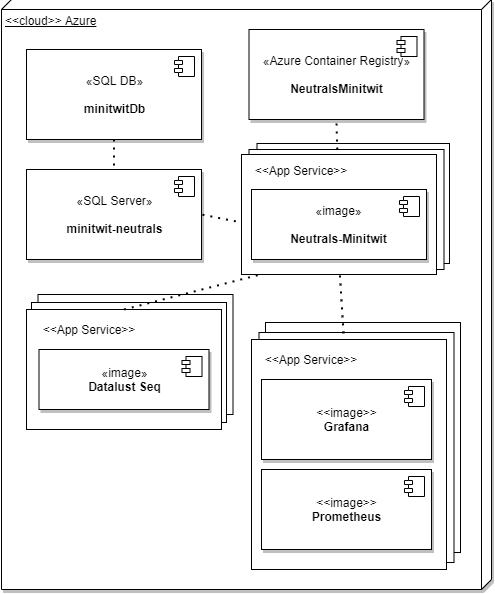 <<cloud>> Azure
«SQL DB»
minitwitDb
«Azure Container Registry»
NeutralsMinitwit
«SQL Server»
minitwit-neutrals
<<App Service>>
«image»
Neutrals-Minitwit
<<App Service>>
«image»
Datalust Seq
<<App Service>>
<<image>>
Grafana
<<image>>
Prometheus